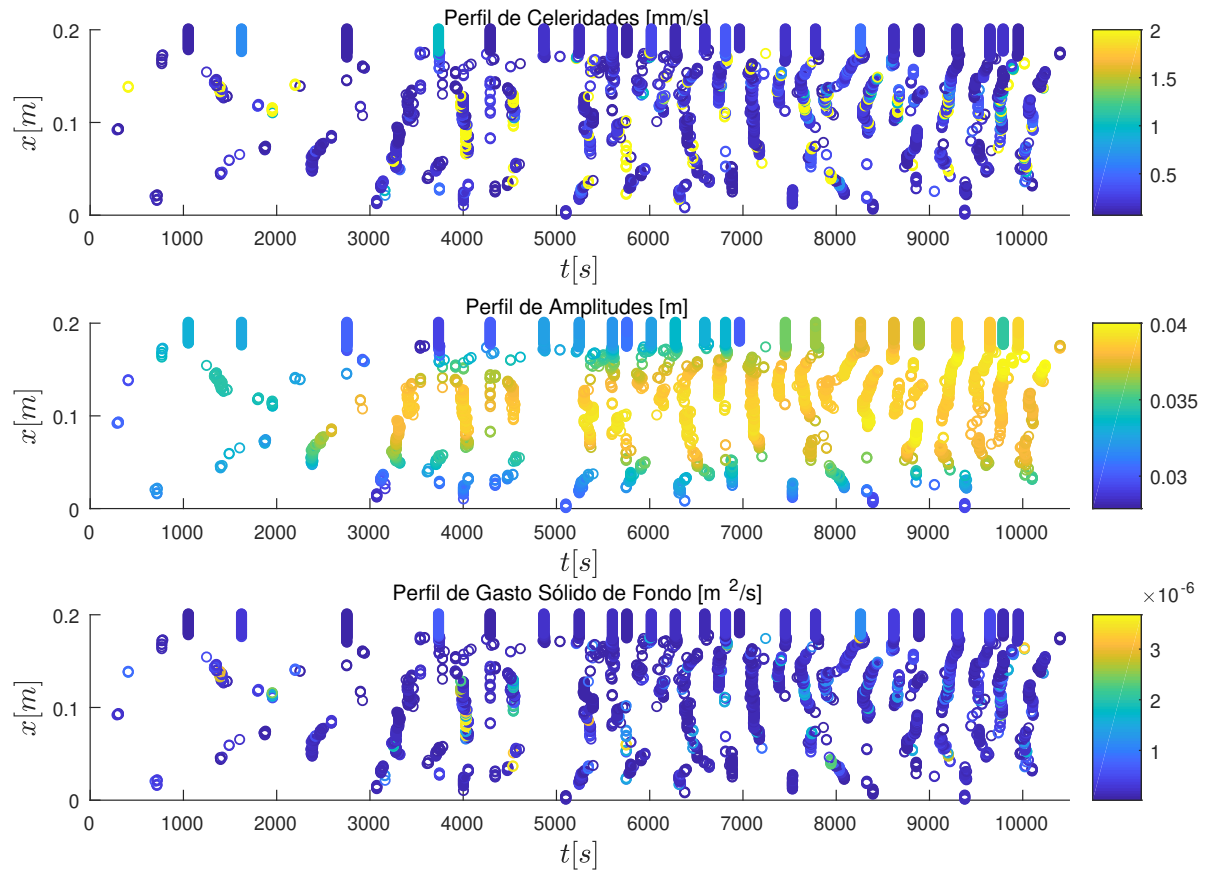 Perfil de Celeridades [mm/s]
0.2
0.1
0
x[m]
0 1000 2000 3000 4000 5000 6000 7000 8000 9000 10000
t[s]
2
1.5
1
0.5
Perfil de Amplitudes [m]
0.2
0.1
0
x[m]
0 1000 2000 3000 4000 5000 6000 7000 8000 9000 10000
t[s]
0.04
0.035
0.03
Perfil de Gasto Sólido de Fondo [m ²/s]
0.2
0.1
0
x[m]
0 1000 2000 3000 4000 5000 6000 7000 8000 9000 10000
t[s]
×10⁻⁶
3
2
1